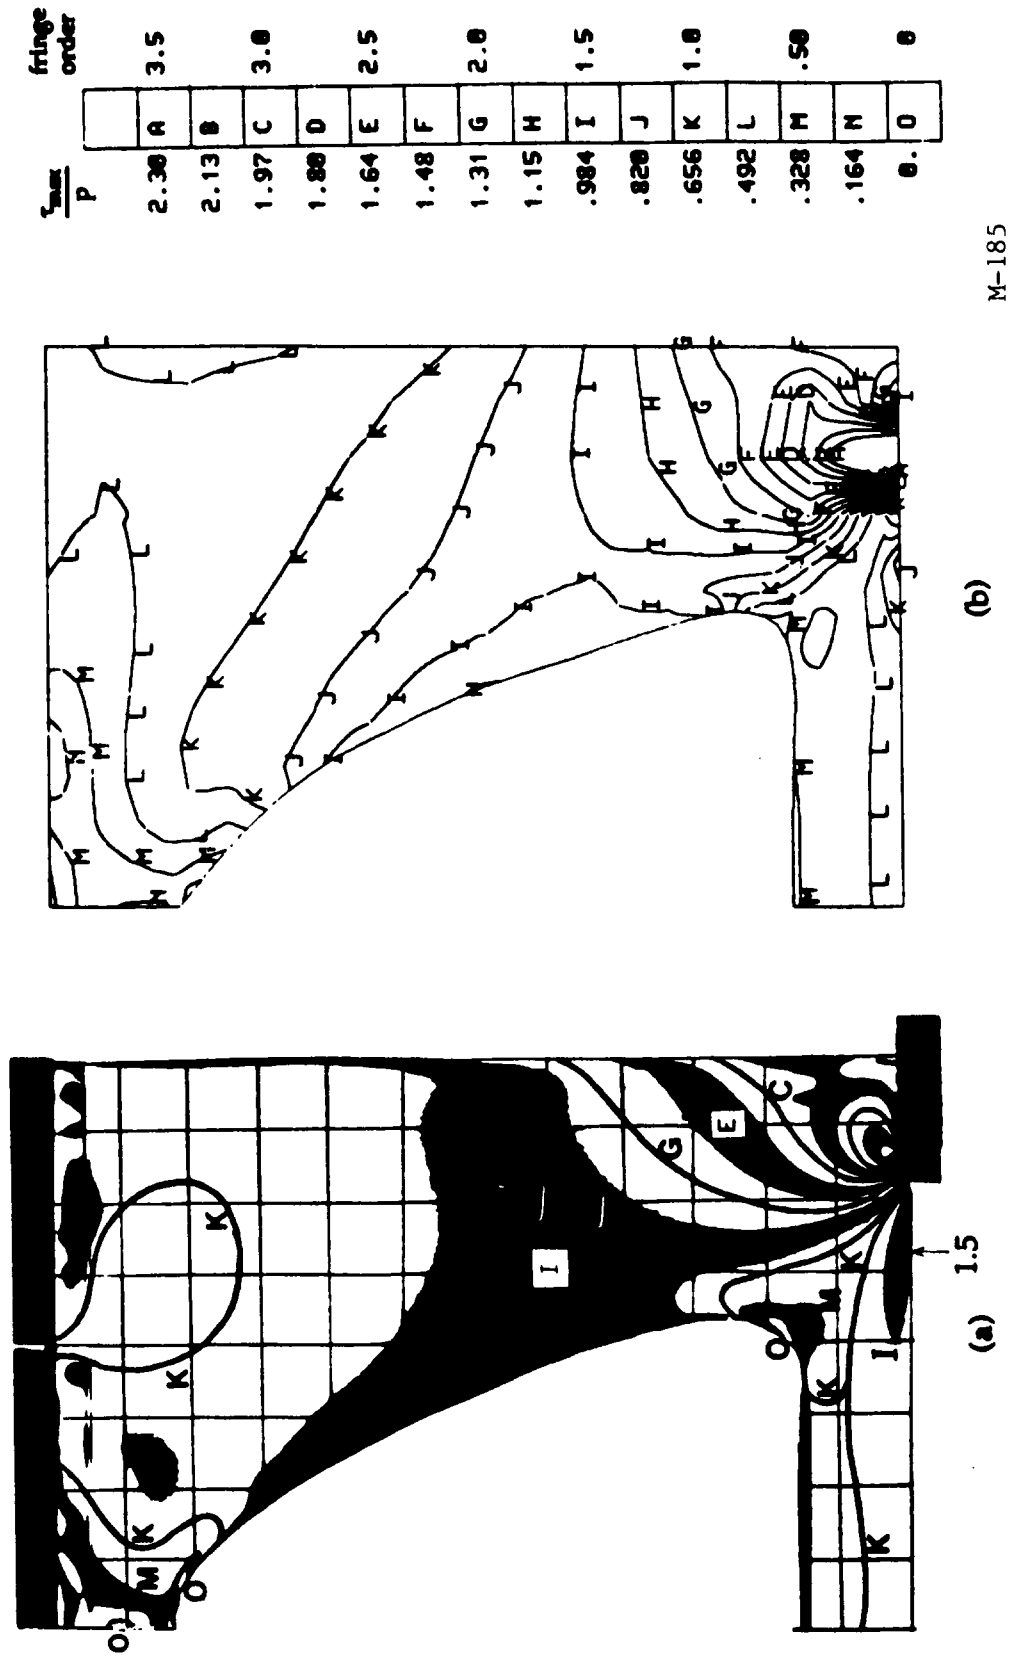 τmax
P
fringe
order
2.30 A 3.5
2.13 B
1.97 C 3.0
1.80 D
1.64 E 2.5
1.48 F
1.31 G 2.0
1.15 H
.984 I 1.5
.820 J
.656 K 1.0
.492 L
.328 M .50
.164 N
0. O 0
L
L
L
L
L
L
L
L
L
M
M
M
M
M
N
N
K
K
K
K
K
K
K
K
J
J
J
J
J
J
I
I
I
I
I
I
I
I
N
H
H
H
G
G
G
G
F
F
F
E
E
D
D
E
F
I
J
K
L
M
J
K
L
L
L
L
M
M
(b)
M-185
K
K
K
M
O
O
I
G
E
C
O
M
K
K
I
K
1.5
(a)